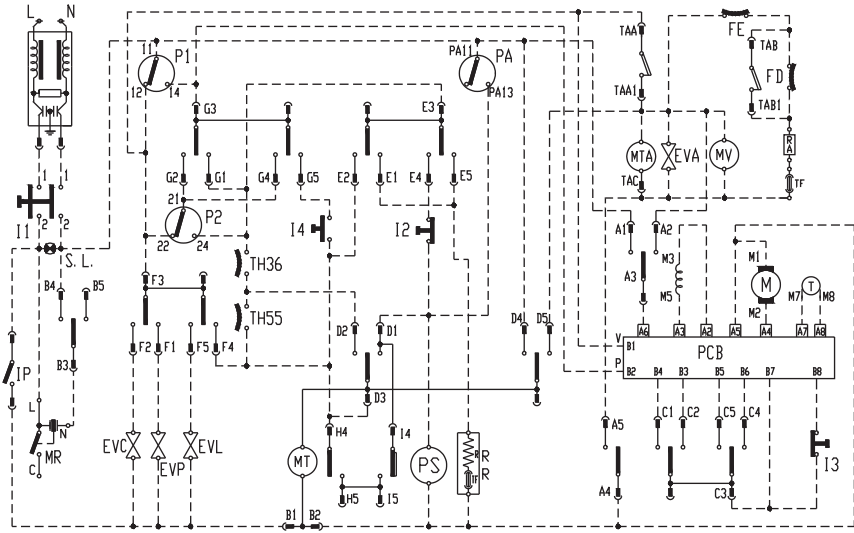 L N
TAA
FE
TAB
FD
TAB1
TAA1
11 P1
12 14
PA11 PA
PA13
G3
E3
G2 G1 G4 G5 E2 E1 E4 E5
MTA EVA MV
TAC
RA
TF
1 1
I1
2 2
S.L.
21 P2
22 24
I4
I2
A1 A2
A3
TH36
TH55
F3
F2 F1 F5 F4
B4 B5
B3
IP
L
N
MR
C
D2 D1
D3
D4 D5
M3
M5
M1
M
M2
T
M7 M8
A6 A3 A2 A5 A4 A7 A8
V B1
PCB
P B2 B4 B3 B5 B6 B7 B8
EVC
EVP
EVL
MT
H4
I4
H5 I5
PS
R
TF
R
R
B1 B2
A5
A4
C1 C2 C5 C4
C3
I3